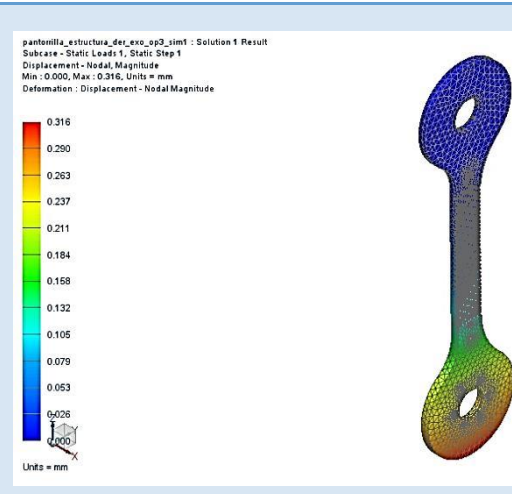 pantorrilla_estructura_der_exo_op3_sim1 : Solution 1 Result
Subcase - Static Loads 1, Static Step 1
Displacement - Nodal, Magnitude
Min : 0.000, Max : 0.316, Units = mm
Deformation : Displacement - Nodal Magnitude
0.316
0.290
0.263
0.237
0.211
0.184
0.158
0.132
0.105
0.079
0.053
0.026
0.000
X
Units = mm